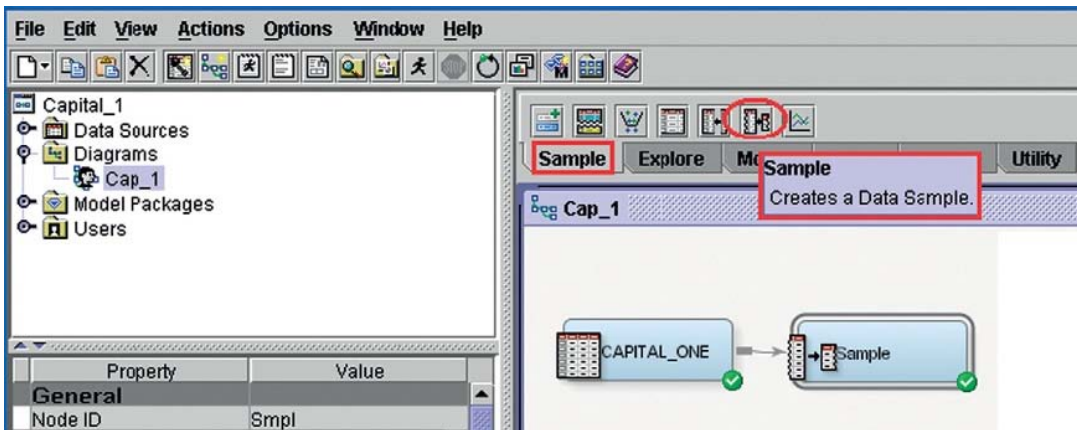 File Edit View Actions Options Window Help
Capital_1
Data Sources
Diagrams
Cap_1
Model Packages
Users
Property Value
General
Node ID Smpl
Sample Explore Utility
Sample
Creates a Data Sample.
Cap_1
CAPITAL_ONE
Sample